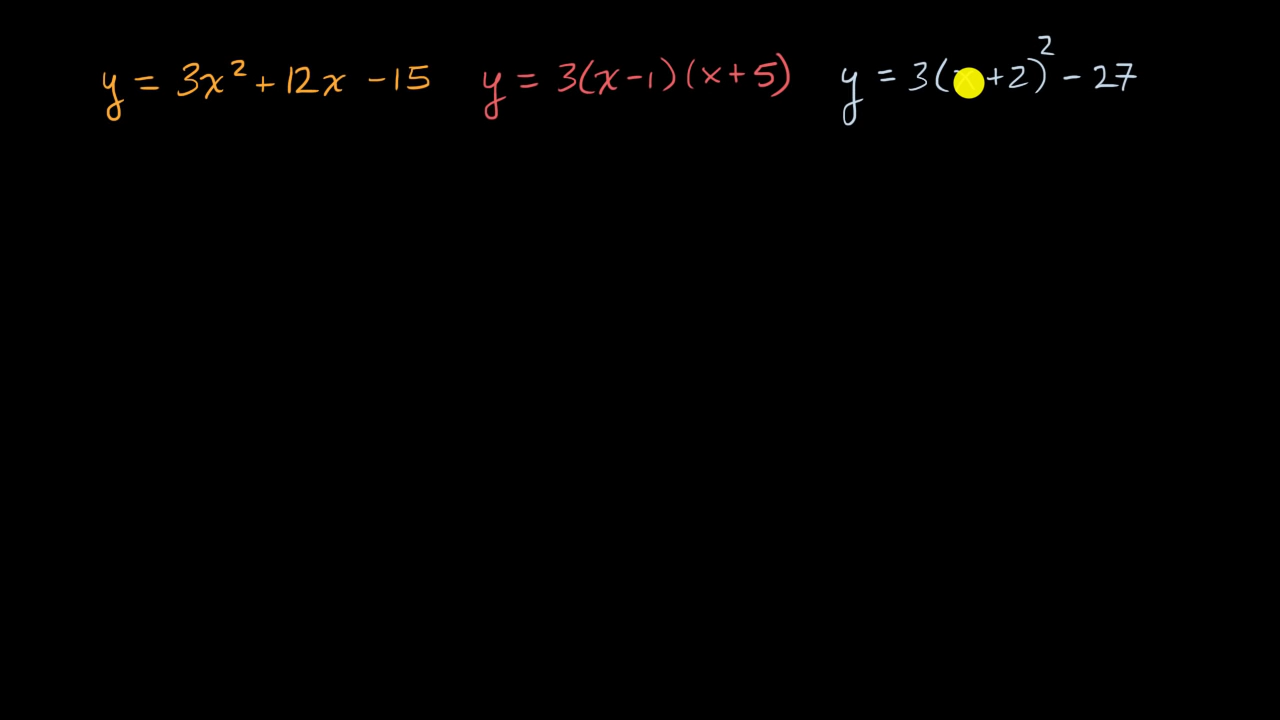 y = 3x² + 12x - 15 y = 3(x-1)(x+5) y = 3(x+2)² - 27